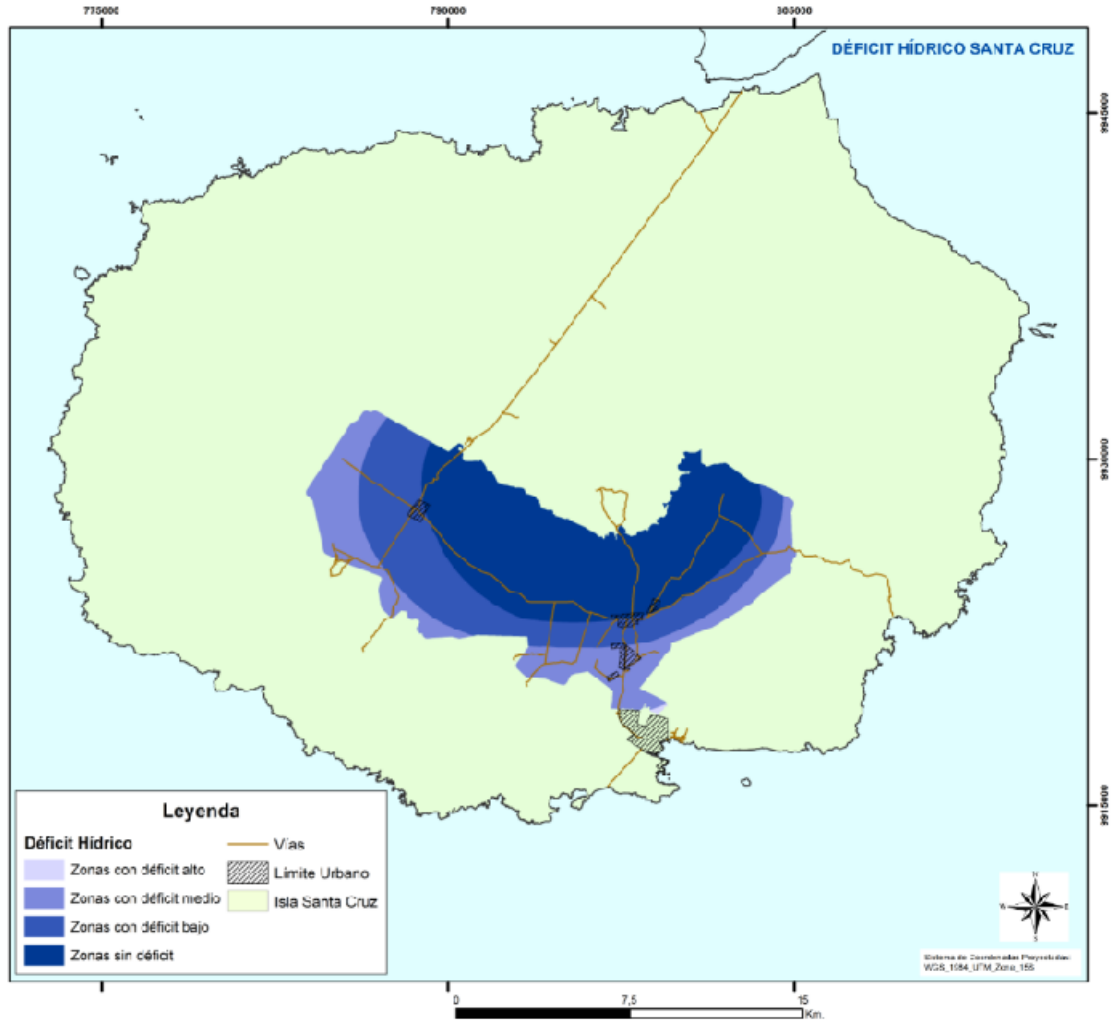 775000
790000
805000
DÉFICIT HÍDRICO SANTA CRUZ
9945000
9930000
9915000
Leyenda
Déficit Hídrico
Zonas con déficit alto
Zonas con déficit medio
Zonas con déficit bajo
Zonas sin déficit
Vías
Límite Urbano
Isla Santa Cruz
N
W
E
S
Sistema de Coordenadas Proyectadas:
WGS_1984_UTM_Zone_15S
0
7,5
15
Km.